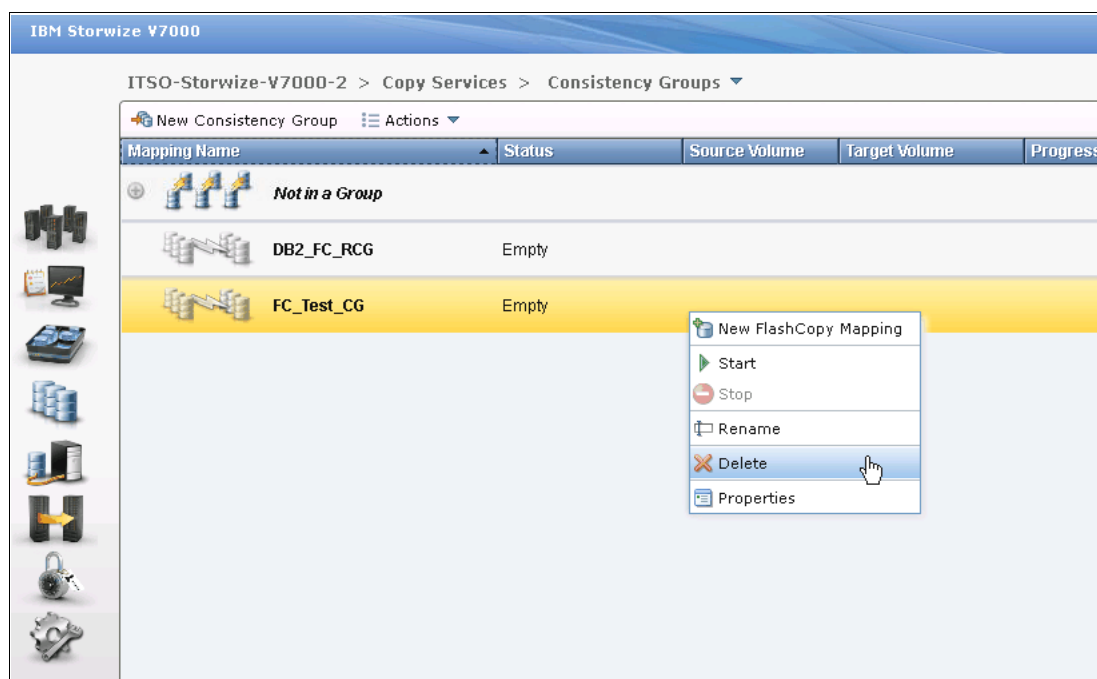 IBM Storwize V7000
ITSO-Storwize-V7000-2 > Copy Services > Consistency Groups
New Consistency Group Actions
Mapping Name Status Source Volume Target Volume Progress
Not in a Group
DB2_FC_RCG Empty
FC_Test_CG Empty
New FlashCopy Mapping
Start
Stop
Rename
Delete
Properties